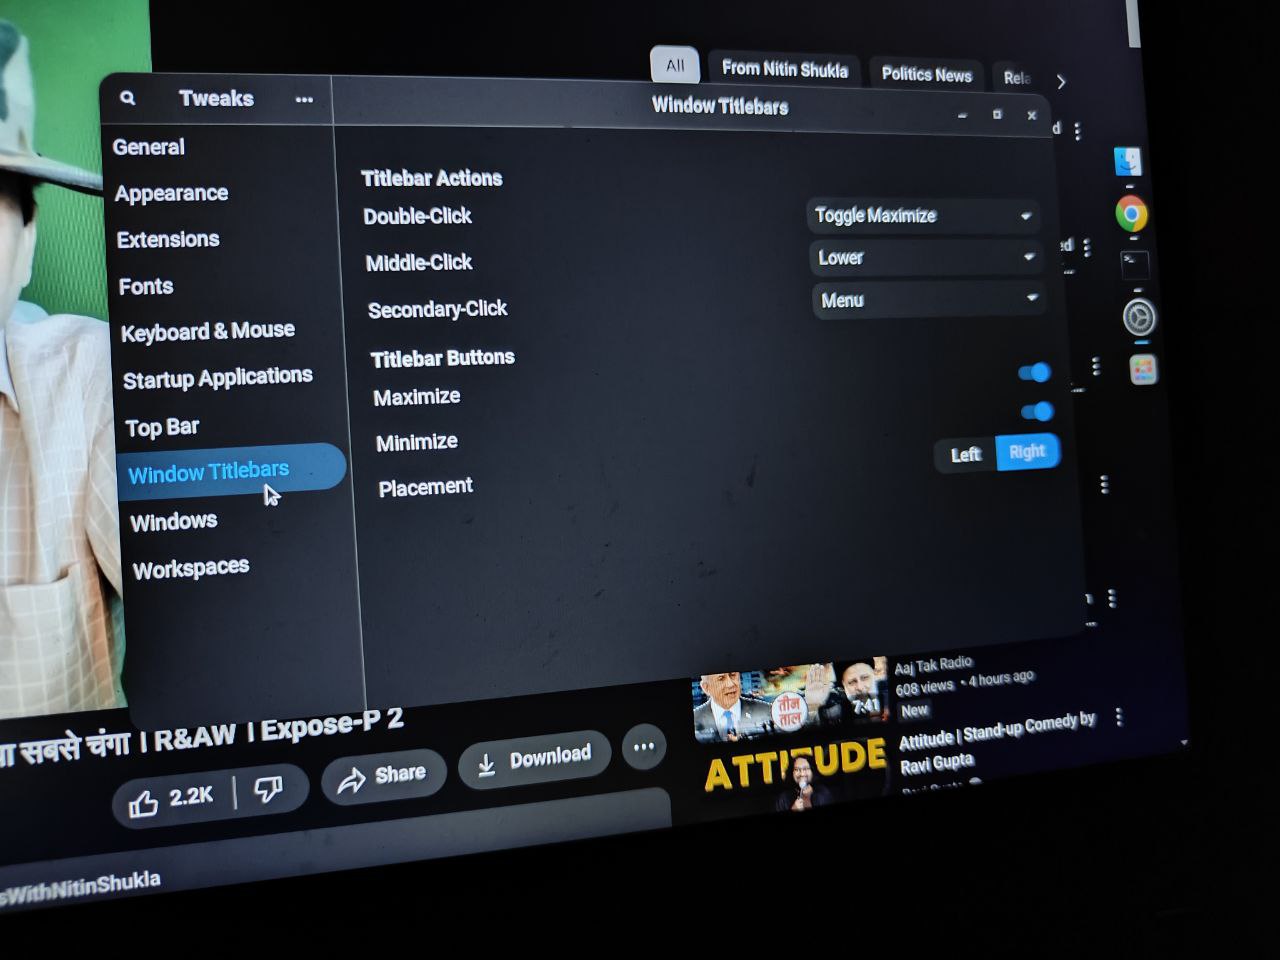 All
From Nitin Shukla
Politics News
Rela
Tweaks
Window Titlebars
General
Appearance
Extensions
Fonts
Keyboard & Mouse
Startup Applications
Top Bar
Window Titlebars
Windows
Workspaces
Titlebar Actions
Double-Click
Toggle Maximize
Middle-Click
Lower
Secondary-Click
Menu
Titlebar Buttons
Maximize
Minimize
Placement
Left
Right
d
ed
n
सबसे चंगा । R&AW । Expose-P 2
2.2K
Share
Download
sWithNitinShukla
तीन
ताल
7:41
Aaj Tak Radio
608 views • 4 hours ago
New
ATTITUDE
Attitude | Stand-up Comedy by
Ravi Gupta